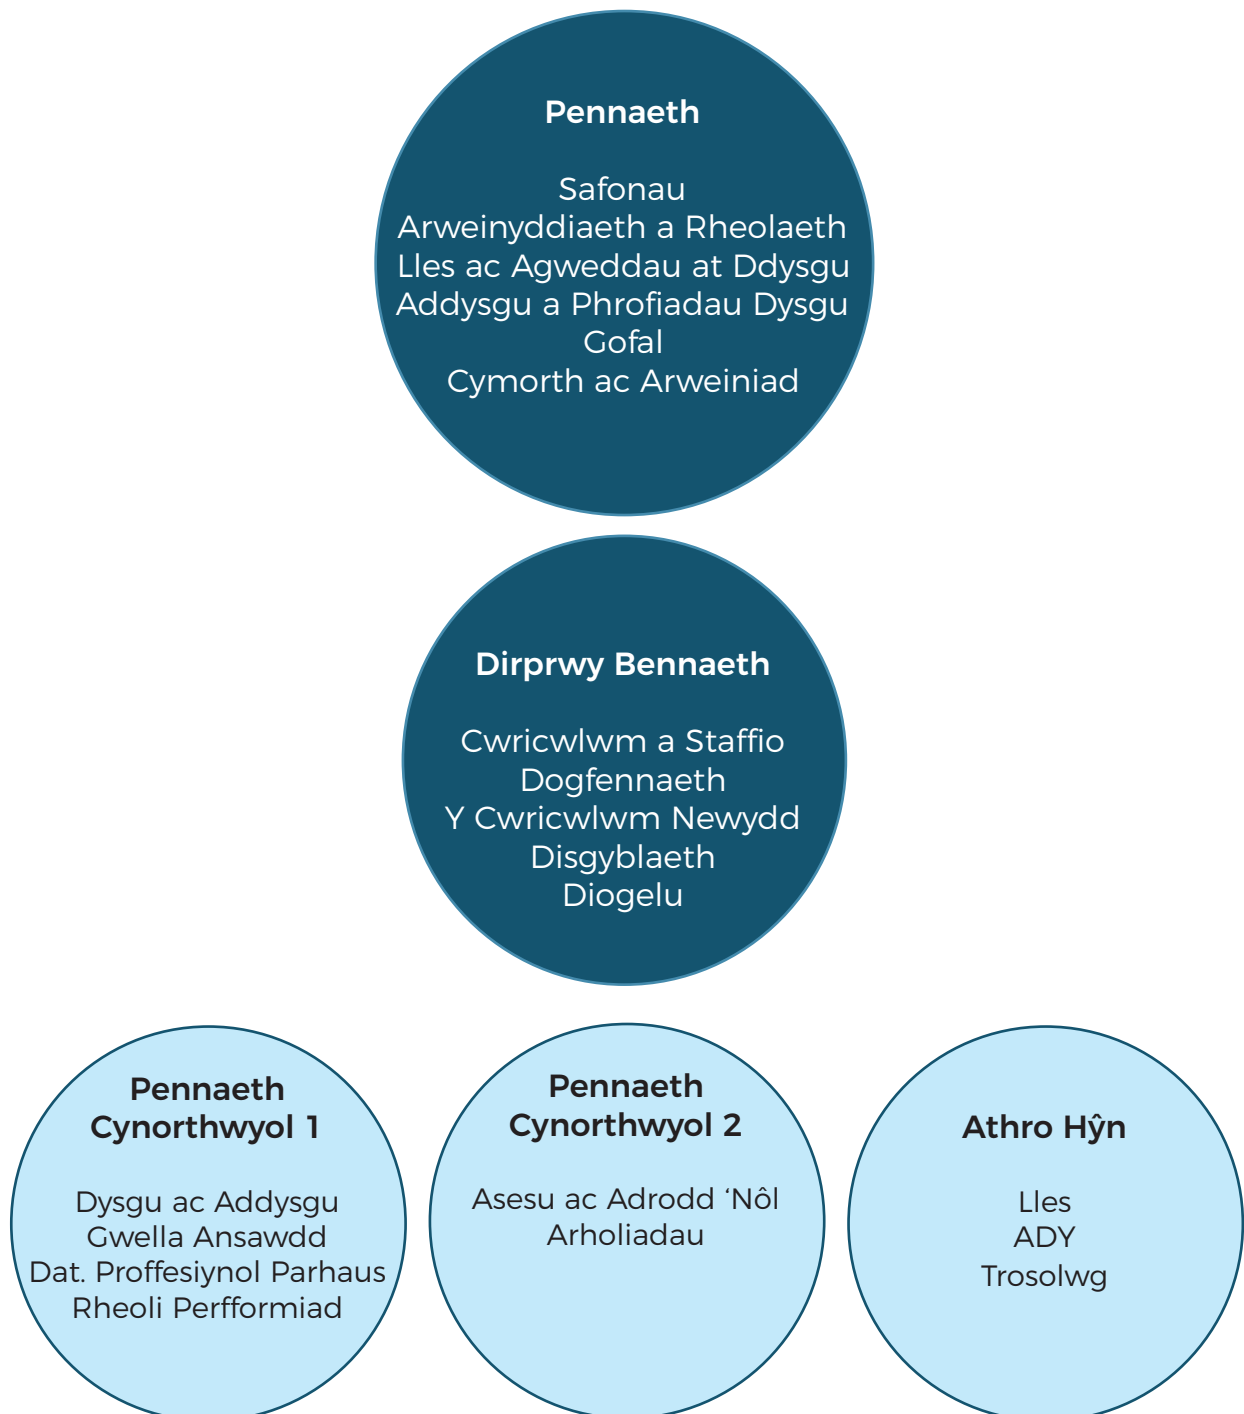 Pennaeth
Safonau
Arweinyddiaeth a Rheolaeth
Lles ac Agweddau at Ddysgu
Addysgu a Phrofiadau Dysgu
Gofal
Cymorth ac Arweiniad
Dirprwy Bennaeth
Cwricwlwm a Staffio
Dogfennaeth
Y Cwricwlwm Newydd
Disgyblaeth
Diogelu
Pennaeth
Cynorthwyol 1
Dysgu ac Addysgu
Gwella Ansawdd
Dat. Proffesiynol Parhaus
Rheoli Perfformiad
Pennaeth
Cynorthwyol 2
Asesu ac Adrodd ‘Nôl
Arholiadau
Athro Hŷn
Lles
ADY
Trosolwg